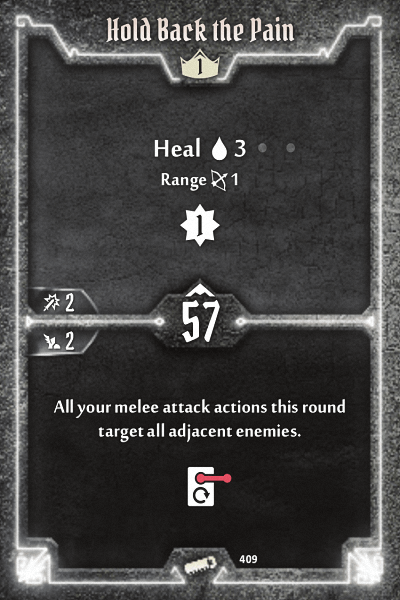 Hold Back the Pain
1
Heal 3
Range 1
1
2
57
2
All your melee attack actions this round
target all adjacent enemies.
409